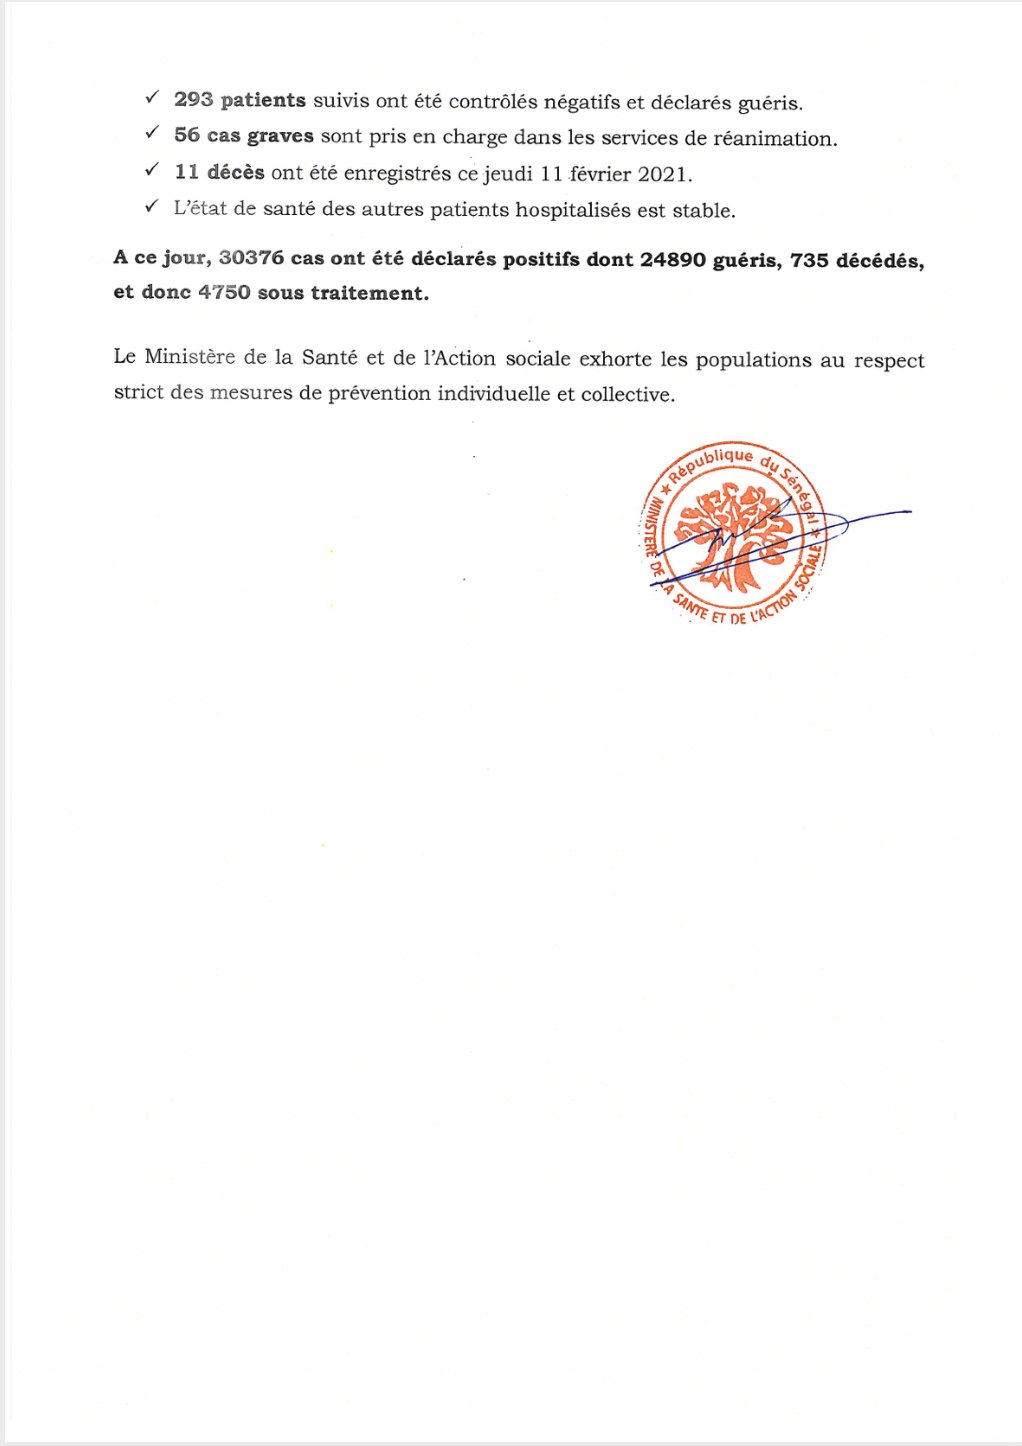 ✓ 293 patients suivis ont été contrôlés négatifs et déclarés guéris.
✓ 56 cas graves sont pris en charge dans les services de réanimation.
✓ 11 décès ont été enregistrés ce jeudi 11 février 2021.
✓ L'état de santé des autres patients hospitalisés est stable.
A ce jour, 30376 cas ont été déclarés positifs dont 24890 guéris, 735 décédés,
et donc 4750 sous traitement.
Le Ministère de la Santé et de l'Action sociale exhorte les populations au respect
strict des mesures de prévention individuelle et collective.
★ République du Sénégal ★
MINISTERE DE LA SANTE ET DE L'ACTION SOCIALE